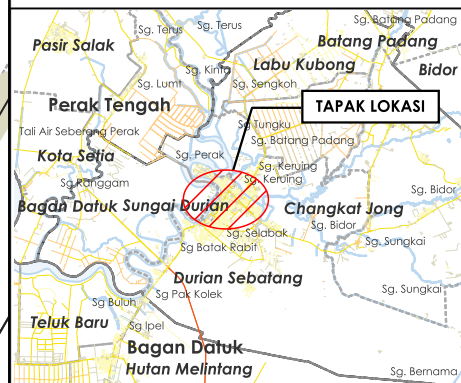 Sg. Terus
Sg. Terus
Sg. Batang Padang
Pasir Salak
Batang Padang
Sg. Kinta
Labu Kubong
Bidor
Sg. Lumt
Sg. Sengkoh
Perak Tengah
TAPAK LOKASI
Sg Tungku
Tali Air Seberang Perak
Sg. Batang Padang
Kota Setia
Sg. Perak
Sg. Keruing
Sg. Keruing
Sg Ranggam
Sg. Bidor
Bagan Datuk
Sungai Durian
Changkat Jong
Sg. Bidor
Sg. Selabak
Sg Batak Rabit
Sg. Sungkai
Durian Sebatang
Sg. Sungkai
Sg Pak Kolek
Sg Buluh
Teluk Baru
Sg Ipel
Bagan Datuk
Hutan Melintang
Sg. Bernama